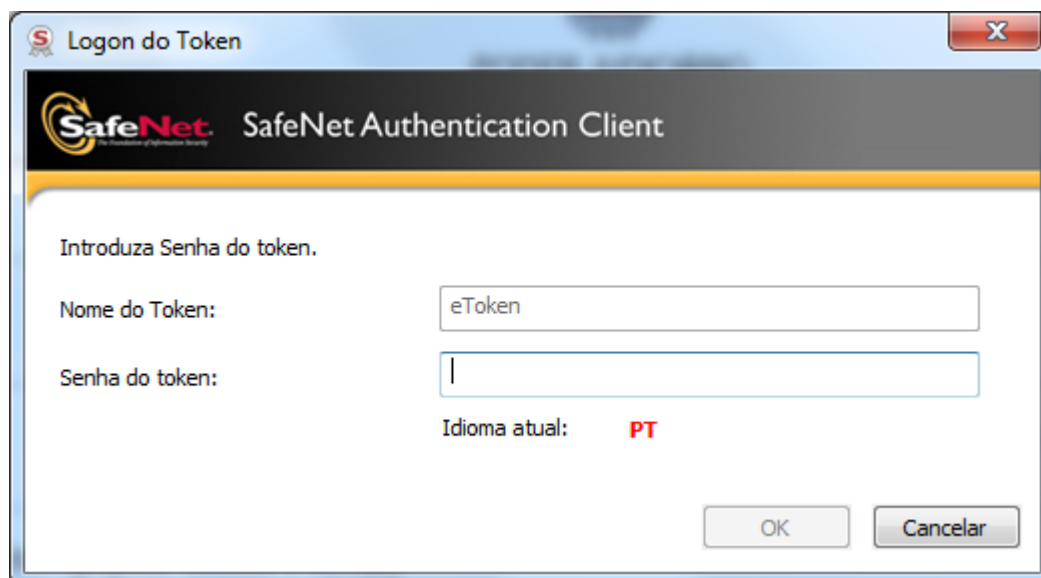 Logon do Token
SafeNet. SafeNet Authentication Client
The Foundation of Information Security
Introduza Senha do token.
Nome do Token: eToken
Senha do token:
Idioma atual: PT
OK Cancelar